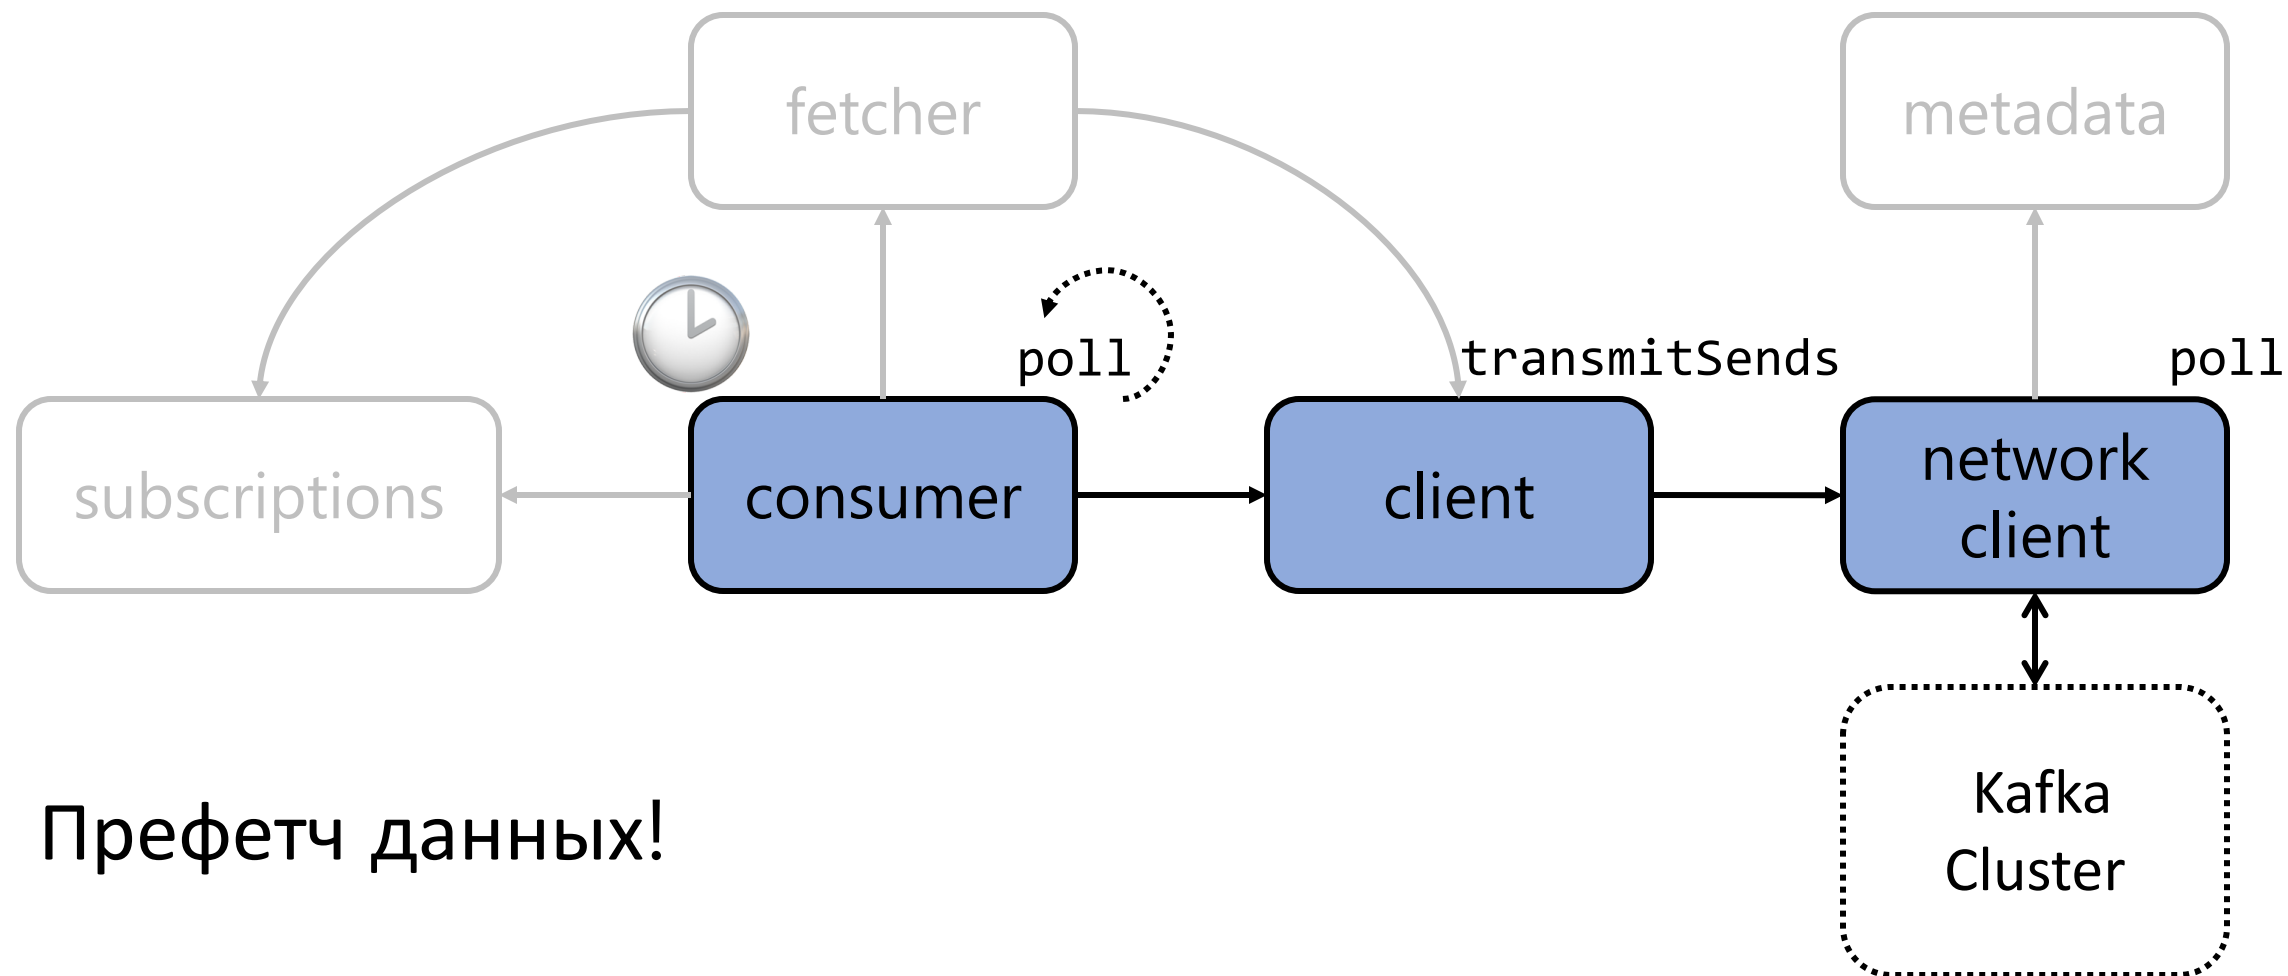 fetcher
metadata
poll
transmitSends
poll
subscriptions
consumer
client
network
client
Префетч данных!
Kafka
Cluster